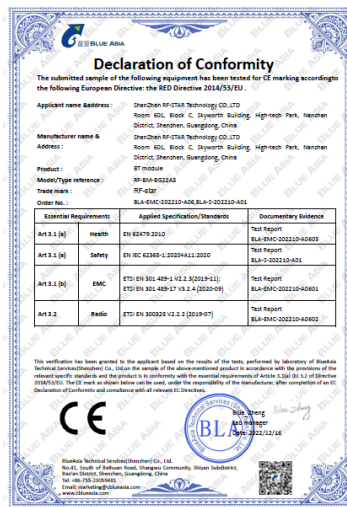 蓝亚 BLUE ASIA
Declaration of Conformity
The submitted sample of the following equipment has been tested for CE marking accordingto
the following European Directive: the RED Directive 2014/53/EU .
Applicant name &address : ShenZhen RF-STAR Technology CO.,LTD
Room 601, Block C, Skyworth Building, High-tech Park, Nanshan
District, Shenzhen, Guangdong, China
Manufacturer name & ShenZhen RF-STAR Technology CO.,LTD
Address : Room 601, Block C, Skyworth Building, High-tech Park, Nanshan
District, Shenzhen, Guangdong, China
Product : BT module
Model/Type reference : RF-BM-BG22A3
Trade mark : RF-star
Order No. : BLA-EMC-202210-A06,BLA-S-202210-A01
Essential Requirements Applied Specification/Standards Documentary Evidence
Art 3.1 (a) Health EN 62479:2010 Test Report
BLA-EMC-202210-A0603
Art 3.1 (a) Safety EN IEC 62368-1:2020+A11:2020 Test Report
BLA-S-202210-A01
Art 3.1 (b) EMC ETSI EN 301 489-1 V2.2.3(2019-11); Test Report
ETSI EN 301 489-17 V3.2.4 (2020-09) BLA-EMC-202210-A0601
Art 3.2 Radio ETSI EN 300328 V2.2.2 (2019-07) Test Report
BLA-EMC-202210-A0602
This verification has been granted to the applicant based on the results of the tests, performed by laboratory of BlueAsia
Technical Services(Shenzhen) Co., Ltd.on the sample of the above-mentioned product in accordance with the provisions of the
relevant specific standards and the product is in conformity with the essential requirements of Article 3.1(a) (b) 3.2 of Directive
2014/53/EU. The CE mark as shown below can be used, under the responsibility of the manufacturer, after completion of an EC
Declaration of Conformity and compliance with all relevant EC Directives.
CE
BLA
Blue Zheng
Lab manager
Date: 2022/12/16
BlueAsia Technical Services(Shenzhen) Co., Ltd.
No.41, South of Beihuan Road, Shangwu Community, Shiyan Subdistrict,
Bao'an District, Shenzhen, Guangdong, China
Tel: +86-755-23059481
Email: marketing@cblueasia.com
www.cblueasia.com